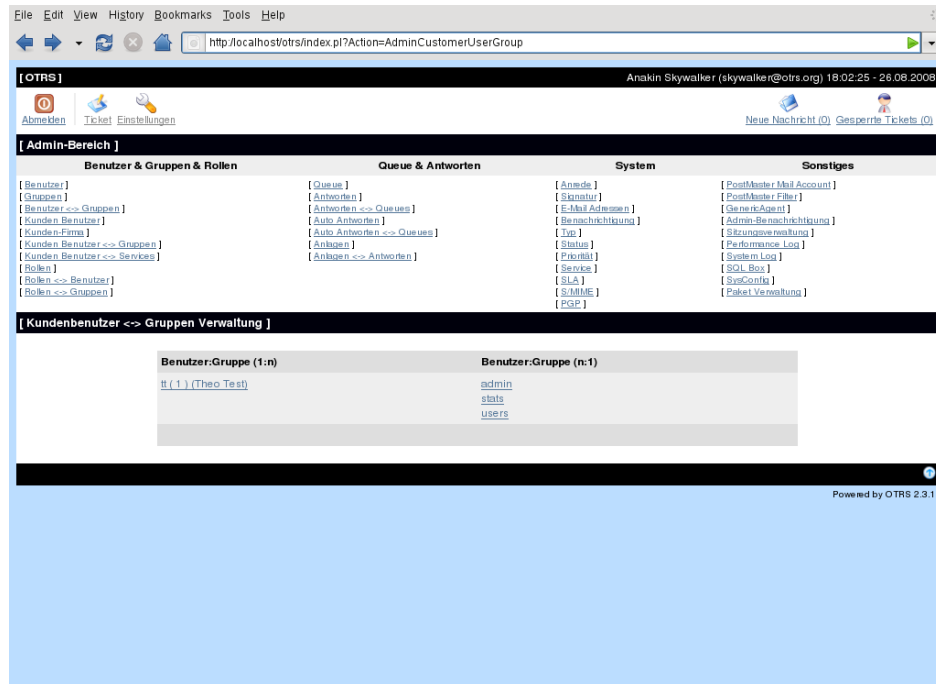 File Edit View History Bookmarks Tools Help
http://localhost/otrs/index.pl?Action=AdminCustomerUserGroup
[ OTRS ] Anakin Skywalker (skywalker@otrs.org) 18:02:25 - 26.08.2008
Abmelden Ticket Einstellungen Neue Nachricht (0) Gesperrte Tickets (0)
[ Admin-Bereich ]
Benutzer & Gruppen & Rollen Queue & Antworten System Sonstiges
[ Benutzer ] [ Queue ] [ Anrede ] [ PostMaster Mail Account ]
[ Gruppen ] [ Antworten ] [ Signatur ] [ PostMaster Filter ]
[ Benutzer <-> Gruppen ] [ Antworten <-> Queues ] [ E-Mail Adressen ] [ GenericAgent ]
[ Kunden Benutzer ] [ Auto Antworten ] [ Benachrichtigung ] [ Admin-Benachrichtigung ]
[ Kunden-Firma ] [ Auto Antworten <-> Queues ] [ Typ ] [ Sitzungsverwaltung ]
[ Kunden Benutzer <-> Gruppen ] [ Anlagen ] [ Status ] [ Performance Log ]
[ Kunden Benutzer <-> Services ] [ Anlagen <-> Antworten ] [ Priorität ] [ System Log ]
[ Rollen ] [ Service ] [ SQL Box ]
[ Rollen <-> Benutzer ] [ SLA ] [ SysConfig ]
[ Rollen <-> Gruppen ] [ S/MIME ] [ Paket Verwaltung ]
[ PGP ]
[ Kundenbenutzer <-> Gruppen Verwaltung ]
Benutzer:Gruppe (1:n) Benutzer:Gruppe (n:1)
tt ( 1 ) (Theo Test) admin
stats
users
Powered by OTRS 2.3.1